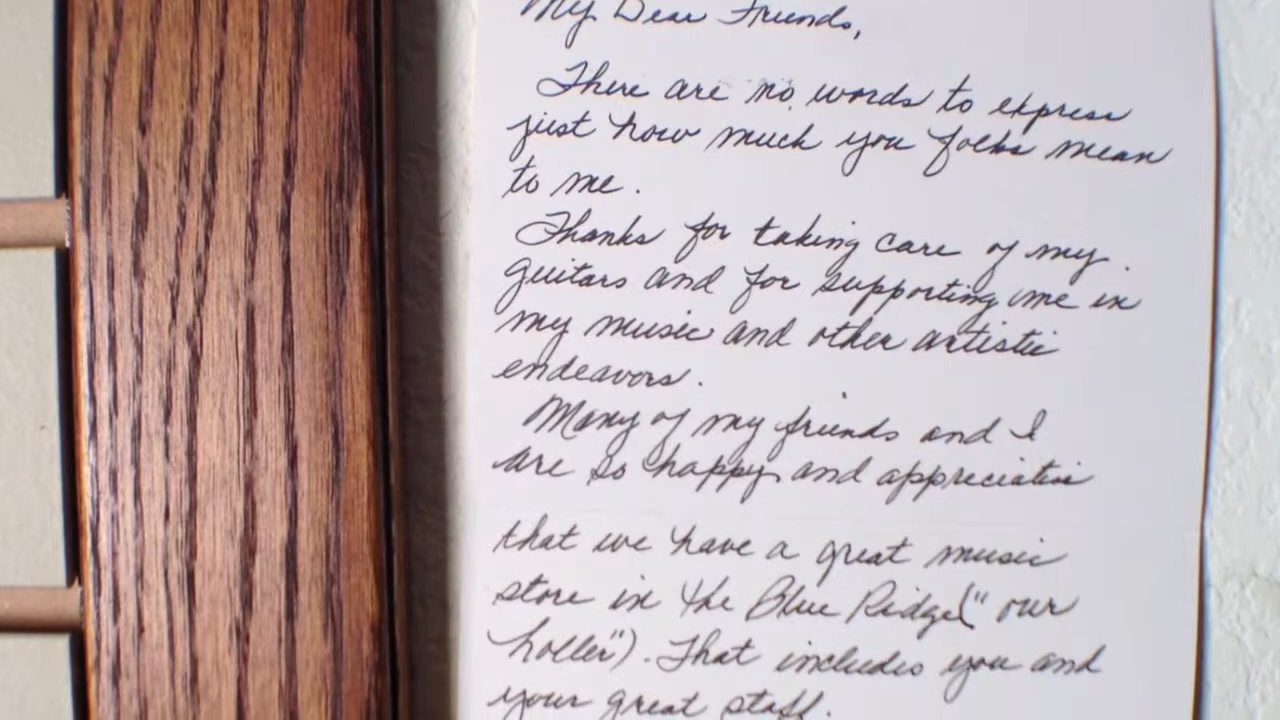 My Dear Friends,
There are no words to express
just how much you folks mean
to me.
Thanks for taking care of my
guitars and for supporting me in
my music and other artistic
endeavors.
Many of my friends and I
are so happy and appreciative
that we have a great music
store in the Blue Ridge ("our
holler"). That includes you and
your great staff.